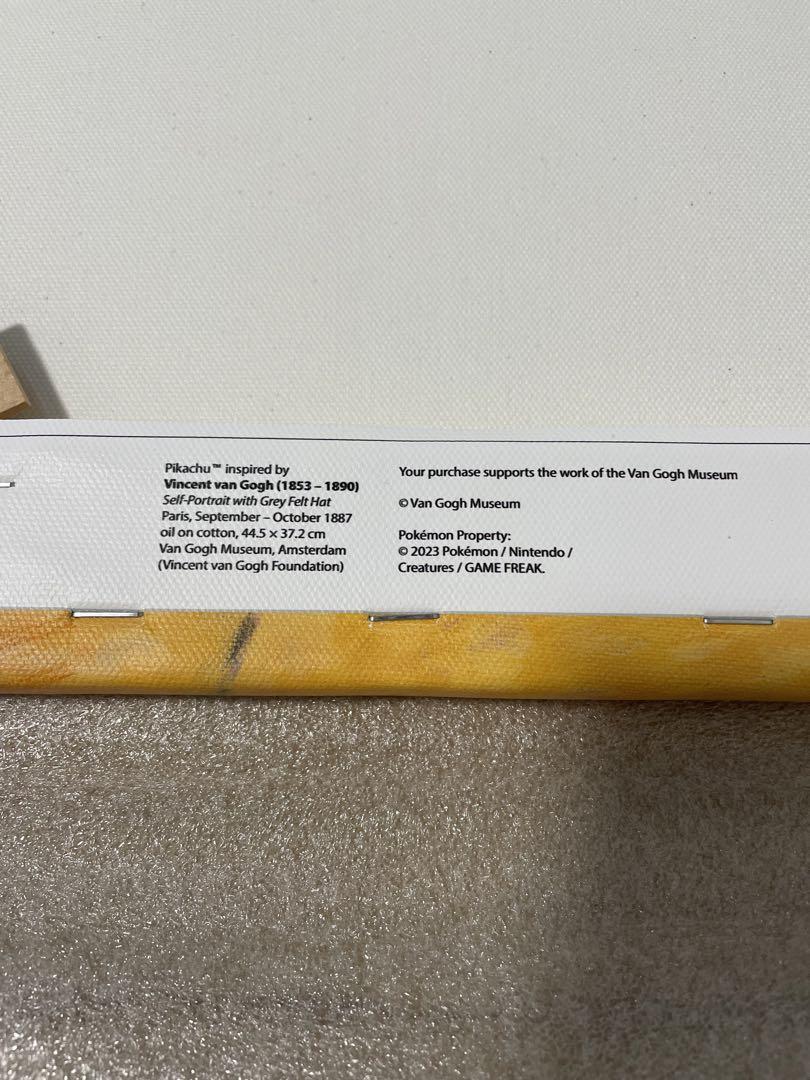 Pikachu™ inspired by
Vincent van Gogh (1853 – 1890)
Self-Portrait with Grey Felt Hat
Paris, September – October 1887
oil on cotton, 44.5 × 37.2 cm
Van Gogh Museum, Amsterdam
(Vincent van Gogh Foundation)
Your purchase supports the work of the Van Gogh Museum
© Van Gogh Museum
Pokémon Property:
© 2023 Pokémon / Nintendo /
Creatures / GAME FREAK.